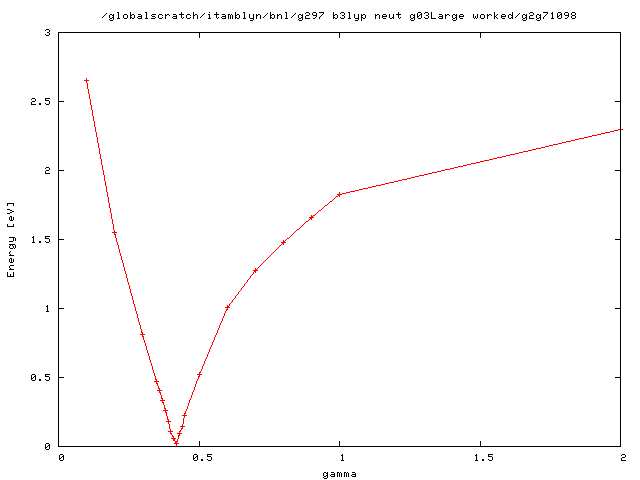 /globalscratch/itamblyn/bnl/g297 b3lyp neut g03Large worked/g2g71098
3
2.5
2
1.5
1
0.5
0
Energy [eV]
0 0.5 1 1.5 2
gamma